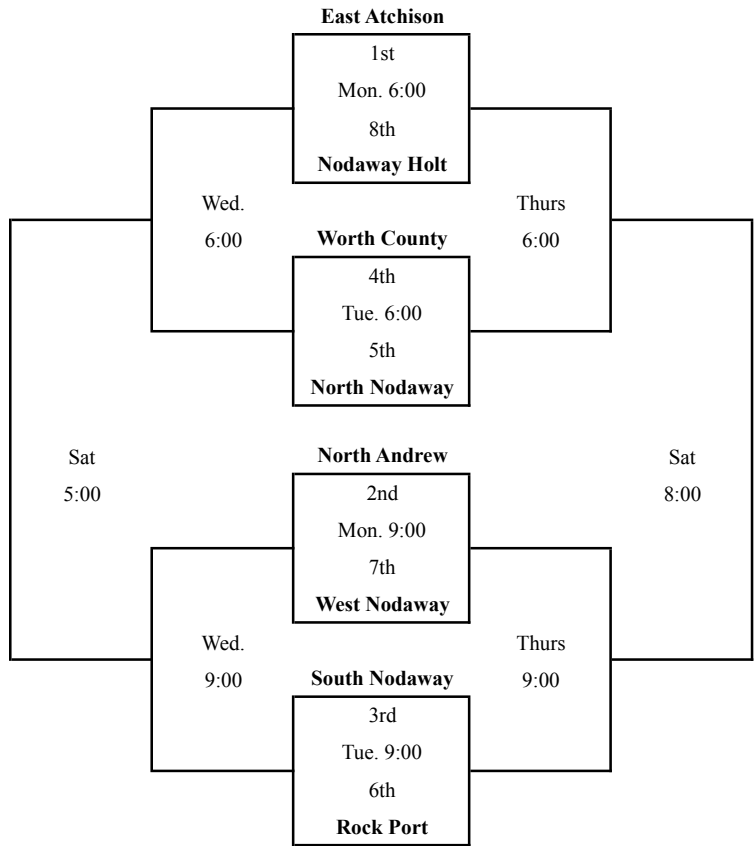 East Atchison
1st
Mon. 6:00
8th
Nodaway Holt
Wed.
6:00
Thurs
6:00
Worth County
4th
Tue. 6:00
5th
North Nodaway
Sat
5:00
North Andrew
2nd
Mon. 9:00
7th
West Nodaway
Sat
8:00
Wed.
9:00
Thurs
9:00
South Nodaway
3rd
Tue. 9:00
6th
Rock Port